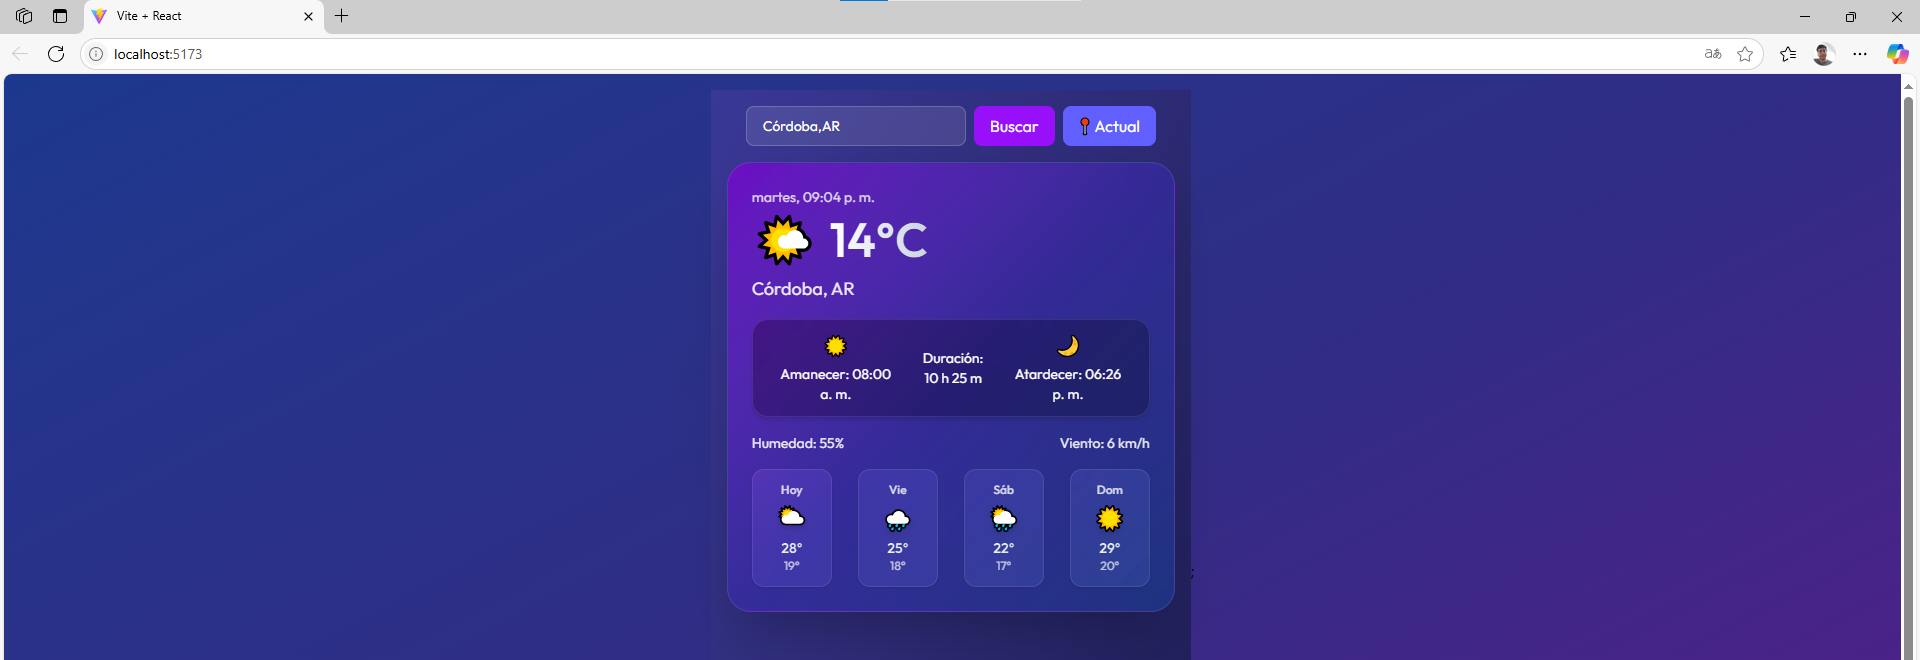 Vite + React
localhost:5173
aあ
Córdoba,AR
Buscar
Actual
martes, 09:04 p. m.
14°C
Córdoba, AR
Amanecer: 08:00
a. m.
Duración:
10 h 25 m
Atardecer: 06:26
p. m.
Humedad: 55%
Viento: 6 km/h
Hoy
28°
19°
Vie
25°
18°
Sáb
22°
17°
Dom
29°
20°
;